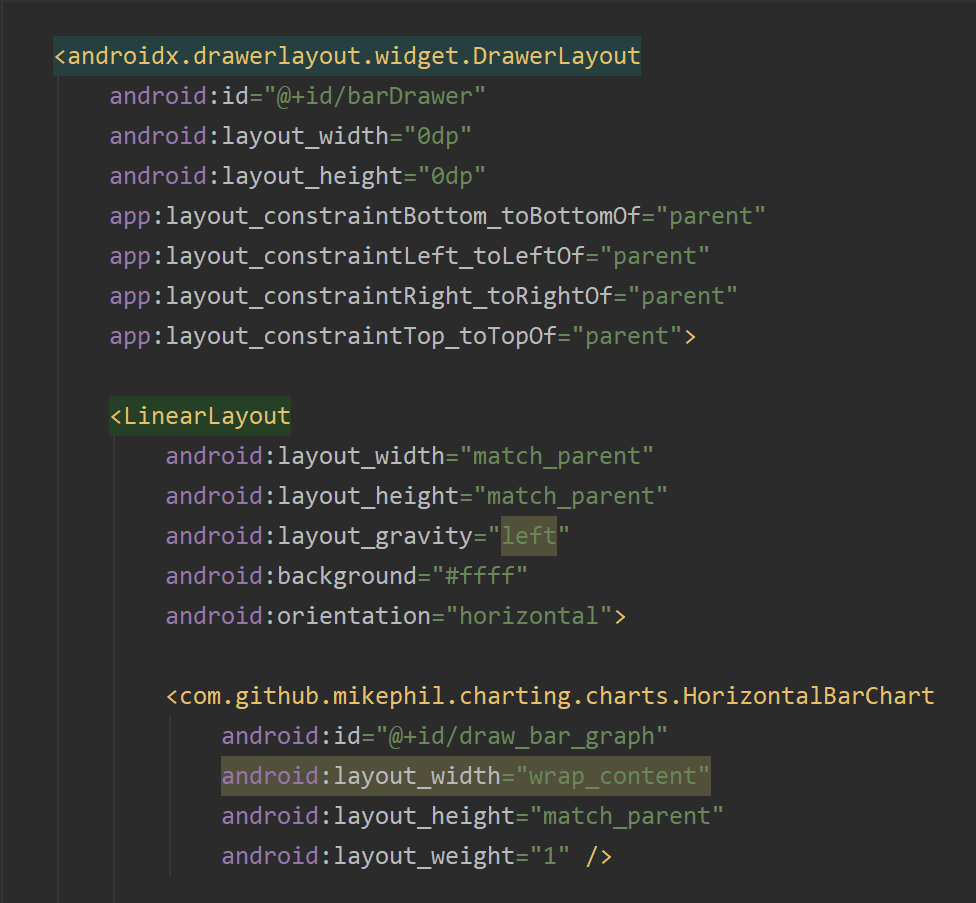 <androidx.drawerlayout.widget.DrawerLayout
android:id="@+id/barDrawer"
android:layout_width="0dp"
android:layout_height="0dp"
app:layout_constraintBottom_toBottomOf="parent"
app:layout_constraintLeft_toLeftOf="parent"
app:layout_constraintRight_toRightOf="parent"
app:layout_constraintTop_toTopOf="parent">
<LinearLayout
android:layout_width="match_parent"
android:layout_height="match_parent"
android:layout_gravity="left"
android:background="#ffff"
android:orientation="horizontal">
<com.github.mikephil.charting.charts.HorizontalBarChart
android:id="@+id/draw_bar_graph"
android:layout_width="wrap_content"
android:layout_height="match_parent"
android:layout_weight="1" />